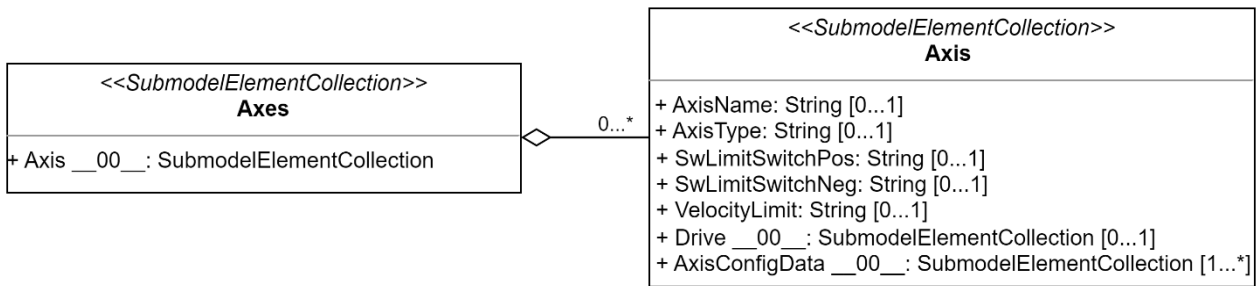 <<SubmodelElementCollection>>
Axes
+ Axis __00__: SubmodelElementCollection
0...*
<<SubmodelElementCollection>>
Axis
+ AxisName: String [0...1]
+ AxisType: String [0...1]
+ SwLimitSwitchPos: String [0...1]
+ SwLimitSwitchNeg: String [0...1]
+ VelocityLimit: String [0...1]
+ Drive __00__: SubmodelElementCollection [0...1]
+ AxisConfigData __00__: SubmodelElementCollection [1...*]